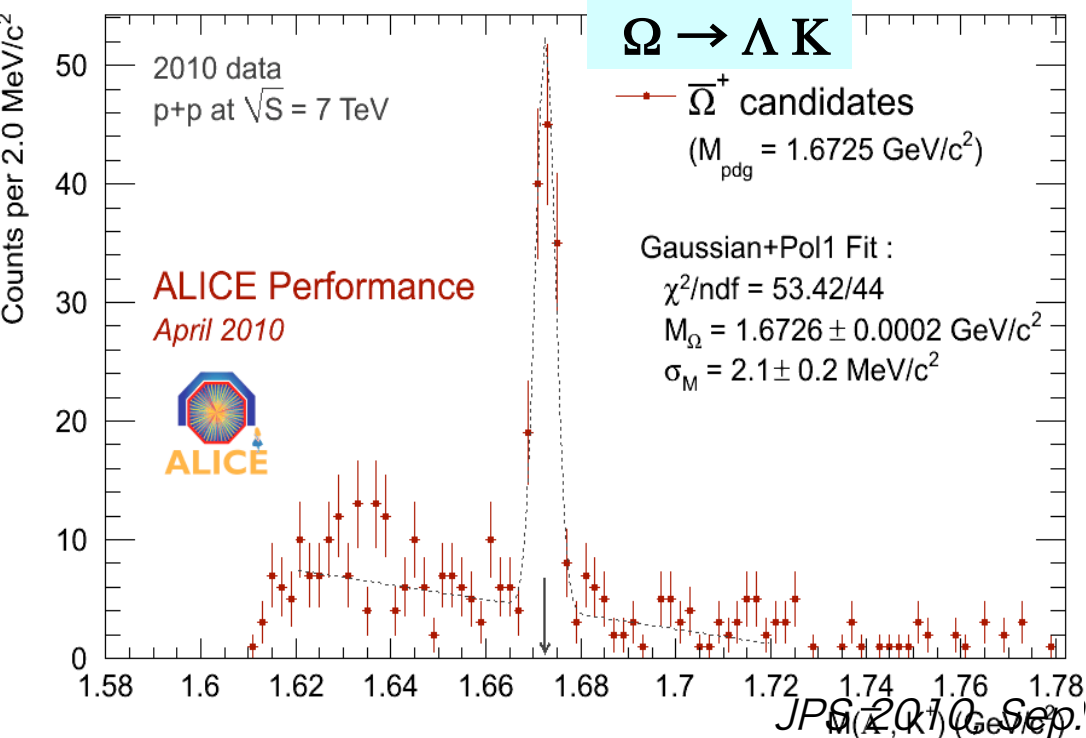 Ω → Λ K
Counts per 2.0 MeV/c²
2010 data
p+p at √S = 7 TeV
Ω̅⁺ candidates
(M_pdg = 1.6725 GeV/c²)
Gaussian+Pol1 Fit :
χ²/ndf = 53.42/44
M_Ω = 1.6726 ± 0.0002 GeV/c²
σ_M = 2.1± 0.2 MeV/c²
ALICE Performance
April 2010
ALICE
50
40
30
20
10
0
1.58 1.6 1.62 1.64 1.66 1.68 1.7 1.72 1.74 1.76 1.78
M(Λ̅, K⁺) (GeV/c²)
JPS 2010, Sep.